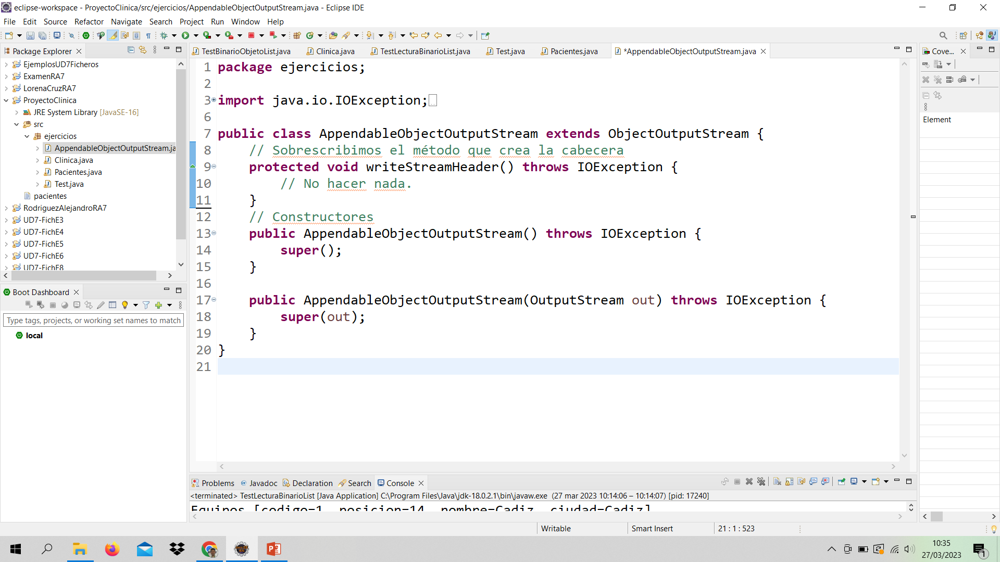 eclipse-workspace - ProyectoClinica/src/ejercicios/AppendableObjectOutputStream.java - Eclipse IDE
File Edit Source Refactor Navigate Search Project Run Window Help
Package Explorer
EjemplosUD7Ficheros
ExamenRA7
LorenaCruzRA7
ProyectoClinica
JRE System Library [JavaSE-16]
src
ejercicios
AppendableObjectOutputStream.ja
Clinica.java
Pacientes.java
Test.java
pacientes
RodriguezAlejandroRA7
UD7-FichE3
UD7-FichE4
UD7-FichE5
UD7-FichE6
UD7-FichE8
Boot Dashboard
Type tags, projects, or working set names to match
local
TestBinarioObjetoList.java Clinica.java TestLecturaBinarioList.java Test.java Pacientes.java *AppendableObjectOutputStream.java
1 package ejercicios;
2
3 import java.io.IOException;
6
7 public class AppendableObjectOutputStream extends ObjectOutputStream {
8 // Sobrescribimos el método que crea la cabecera
9 protected void writeStreamHeader() throws IOException {
10 // No hacer nada.
11 }
12 // Constructores
13 public AppendableObjectOutputStream() throws IOException {
14 super();
15 }
16
17 public AppendableObjectOutputStream(OutputStream out) throws IOException {
18 super(out);
19 }
20 }
21
Cove...
Element
Problems @ Javadoc Declaration Search Console
<terminated> TestLecturaBinarioList [Java Application] C:\Program Files\Java\jdk-18.0.2.1\bin\javaw.exe (27 mar 2023 10:14:06 – 10:14:07) [pid: 17240]
Equipos [codigo=1, posicion=14, nombre=Cadiz, ciudad=Cadiz]
Writable Smart Insert 21 : 1 : 523
10:35
27/03/2023
1